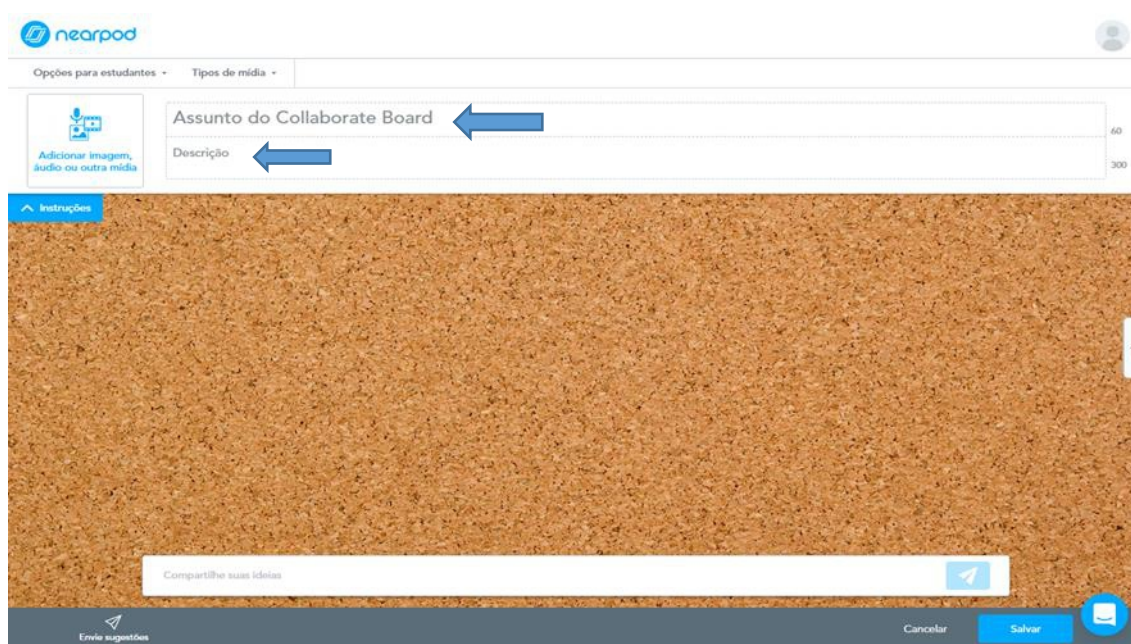 nearpod
Opções para estudantes
Tipos de mídia
Assunto do Collaborate Board
60
Adicionar imagem,
áudio ou outra mídia
Descrição
300
Instruções
Compartilhe suas ideias
Envie sugestões
Cancelar
Salvar